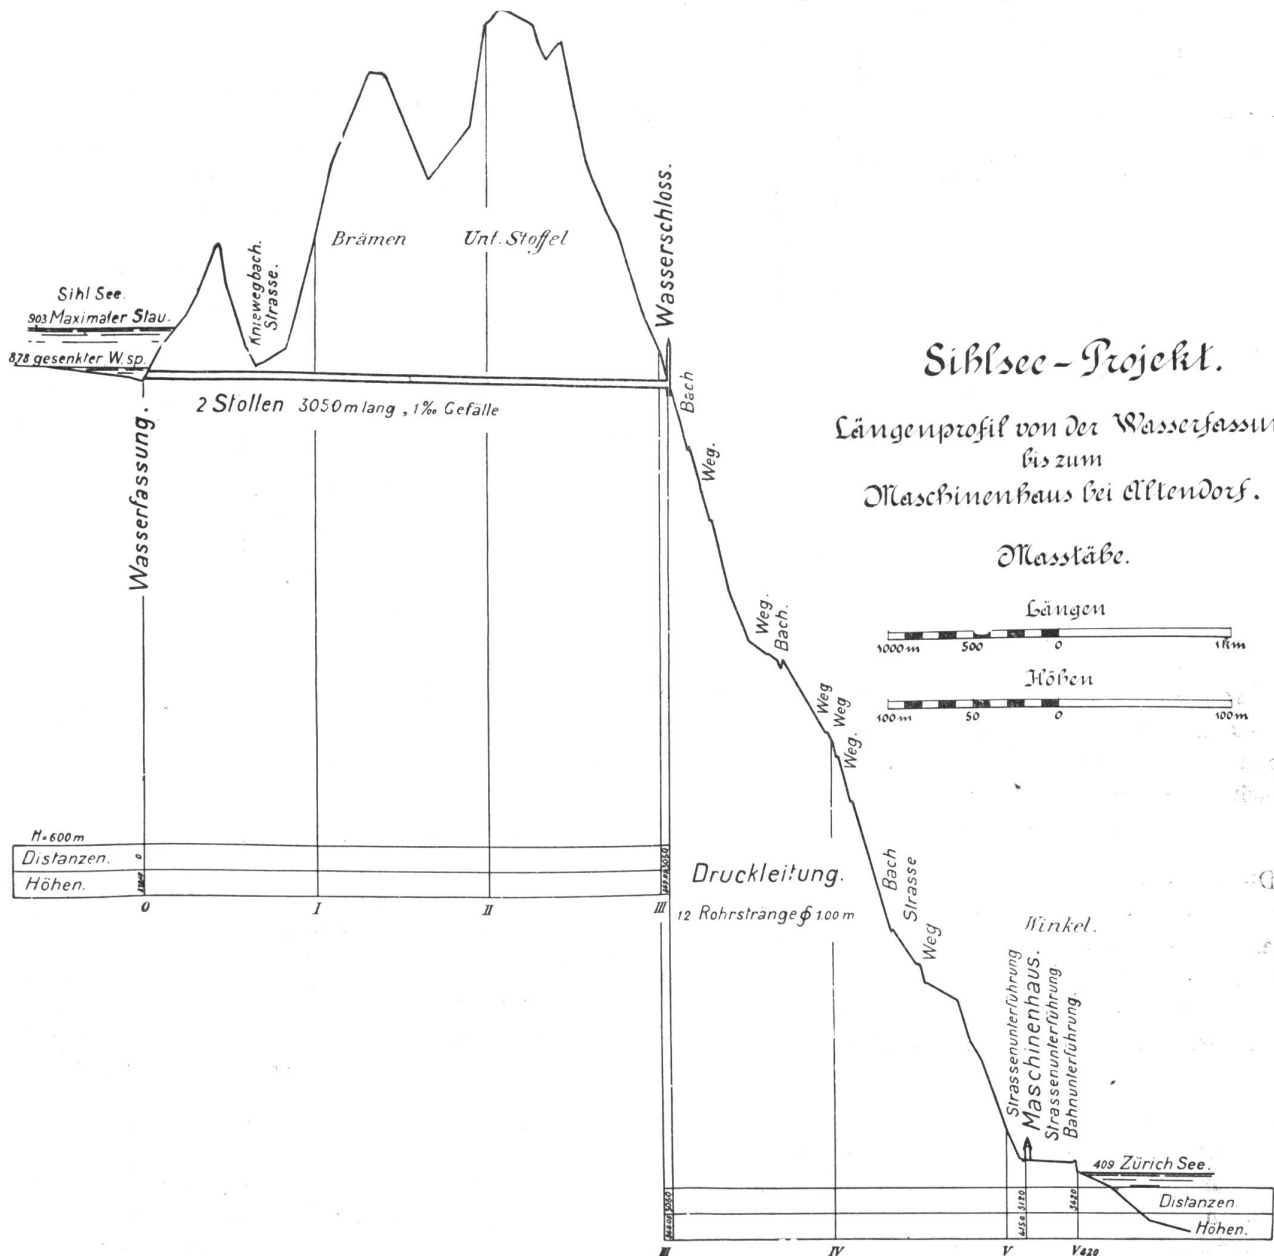 Sihl See.
903 Maximaler Stau.
878 gesenkter W.sp.
Kniewegbach.
Strasse.
Brämen
Unt. Stoffel
Wasserschloss.
2 Stollen 3050 m lang, 1‰ Gefälle
Wasserfassung.
Bach
Weg.
Weg.
Bach.
Weg
Weg
Weg.
Sihlsee-Projekt.
Längenprofil von der Wasserfassun
bis zum
Maschinenhaus bei Altendorf.
Masstäbe.
Längen
1000 m 500 0 1 km
Höhen
100 m 50 0 100 m
H=600 m
Distanzen. 0 3050
Höhen.
0 I II III
Druckleitung.
12 Rohrstränge ϕ 1.00 m
Bach
Strasse
Weg
Winkel.
Strassenunterführung
Maschinenhaus.
Strassenunterführung
Bahnunterführung.
409 Zürich See.
3050 5120 5420 Distanzen.
Höhen.
III IV V V420